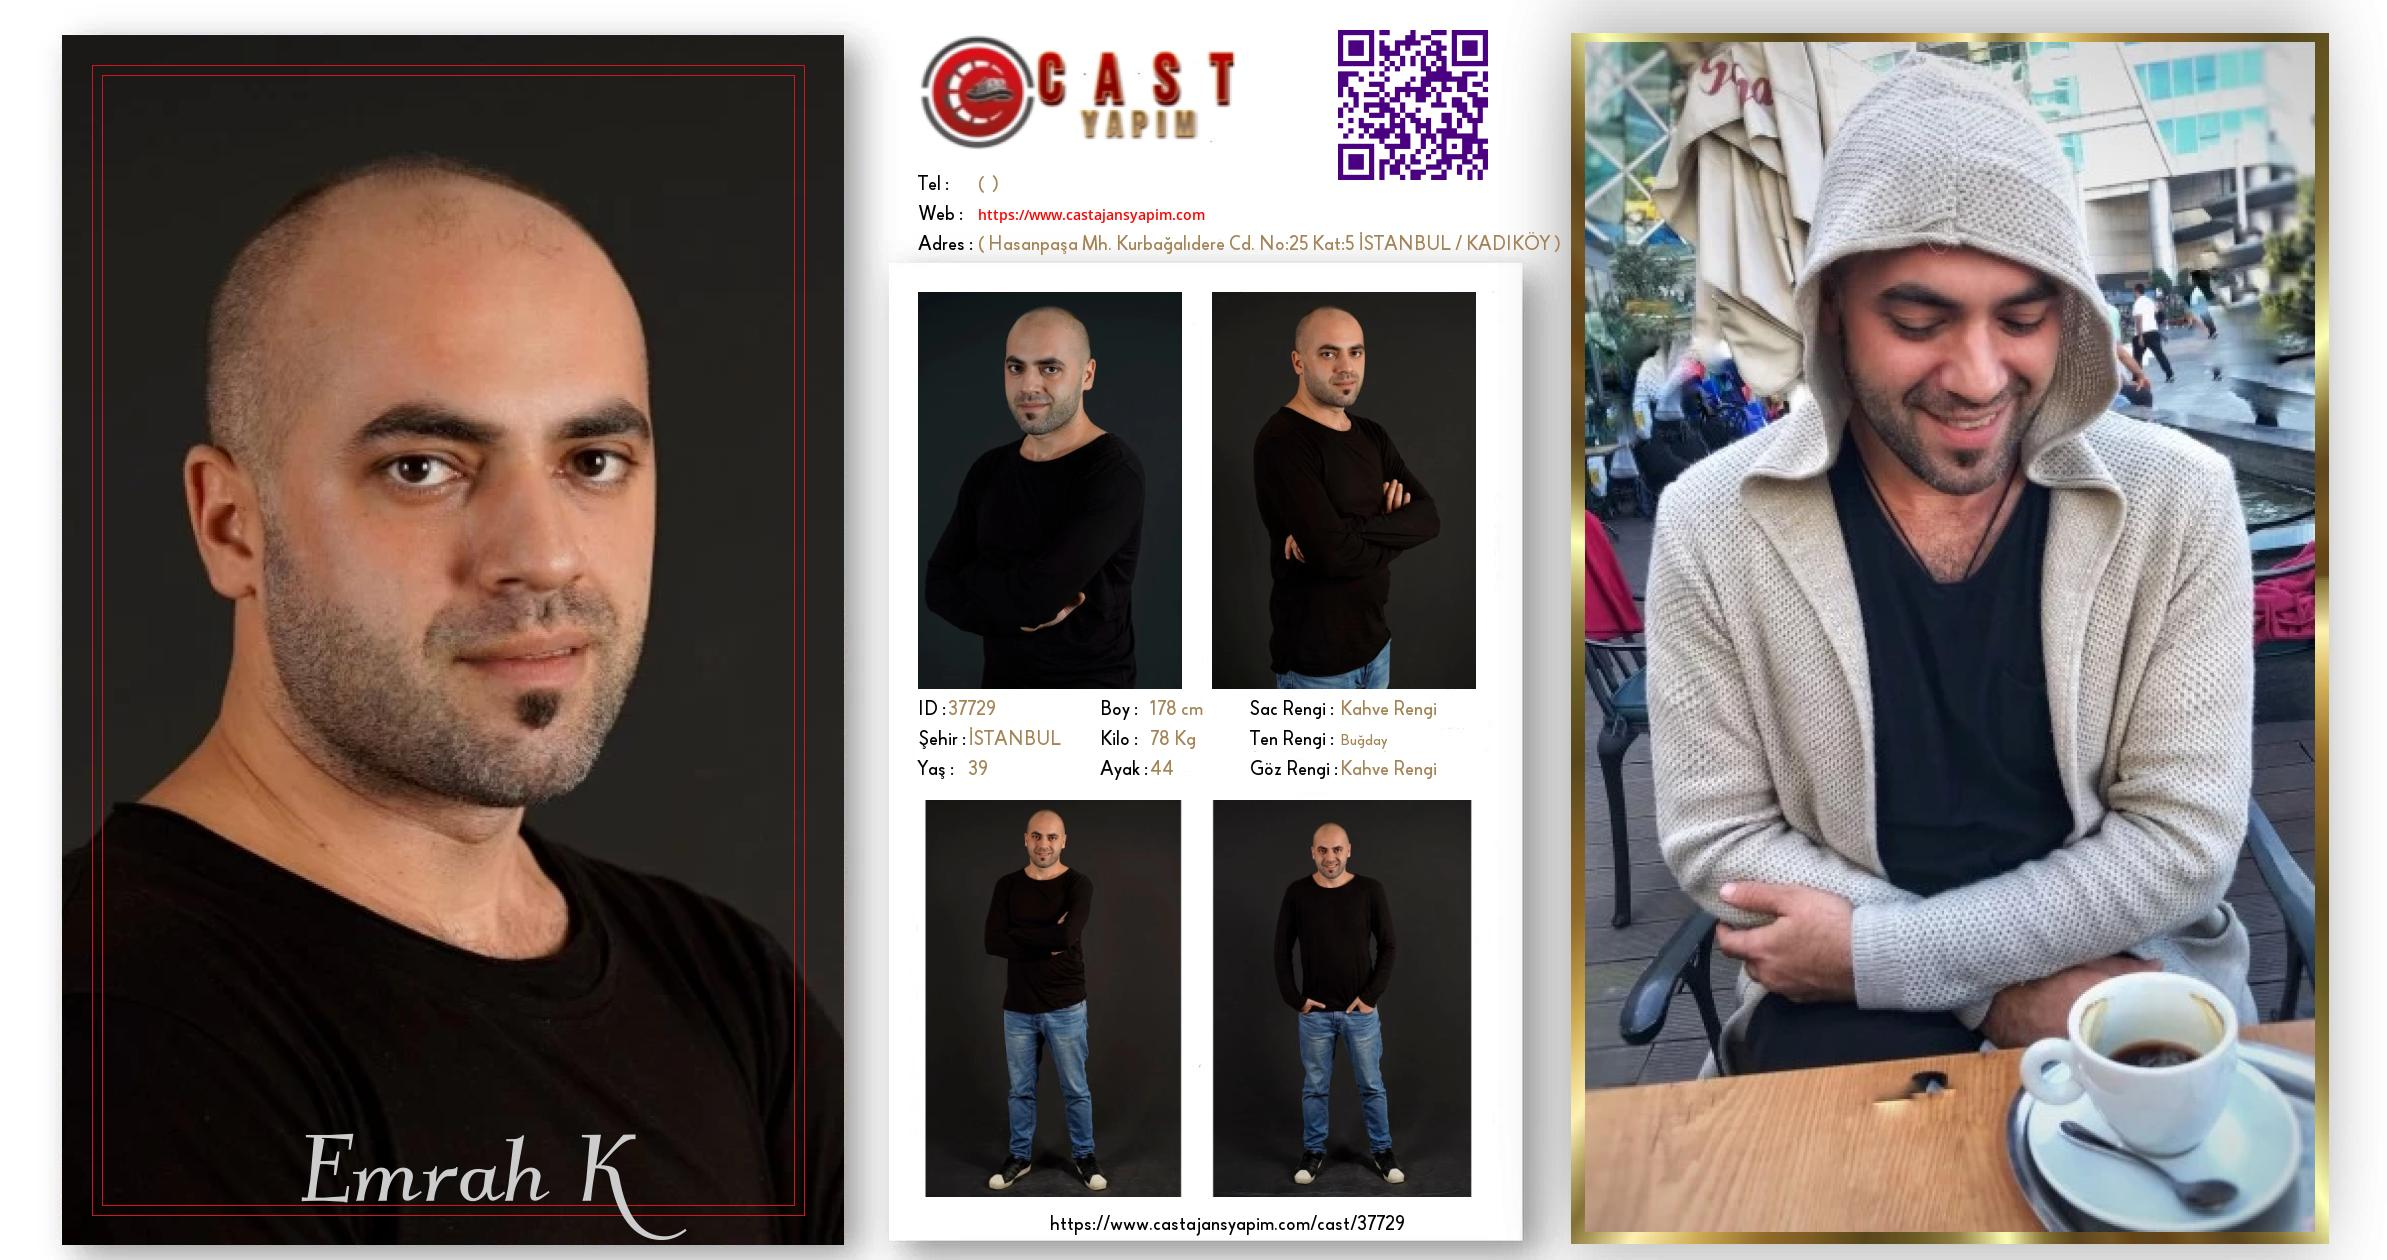 Emrah K
CAST
YAPIM
Tel : ( )
Web : https://www.castajansyapim.com
Adres : ( Hasanpaşa Mh. Kurbağalıdere Cd. No:25 Kat:5 İSTANBUL / KADIKÖY )
ID : 37729 Boy : 178 cm Sac Rengi : Kahve Rengi
Şehir : İSTANBUL Kilo : 78 Kg Ten Rengi : Buğday
Yaş : 39 Ayak : 44 Göz Rengi : Kahve Rengi
https://www.castajansyapim.com/cast/37729